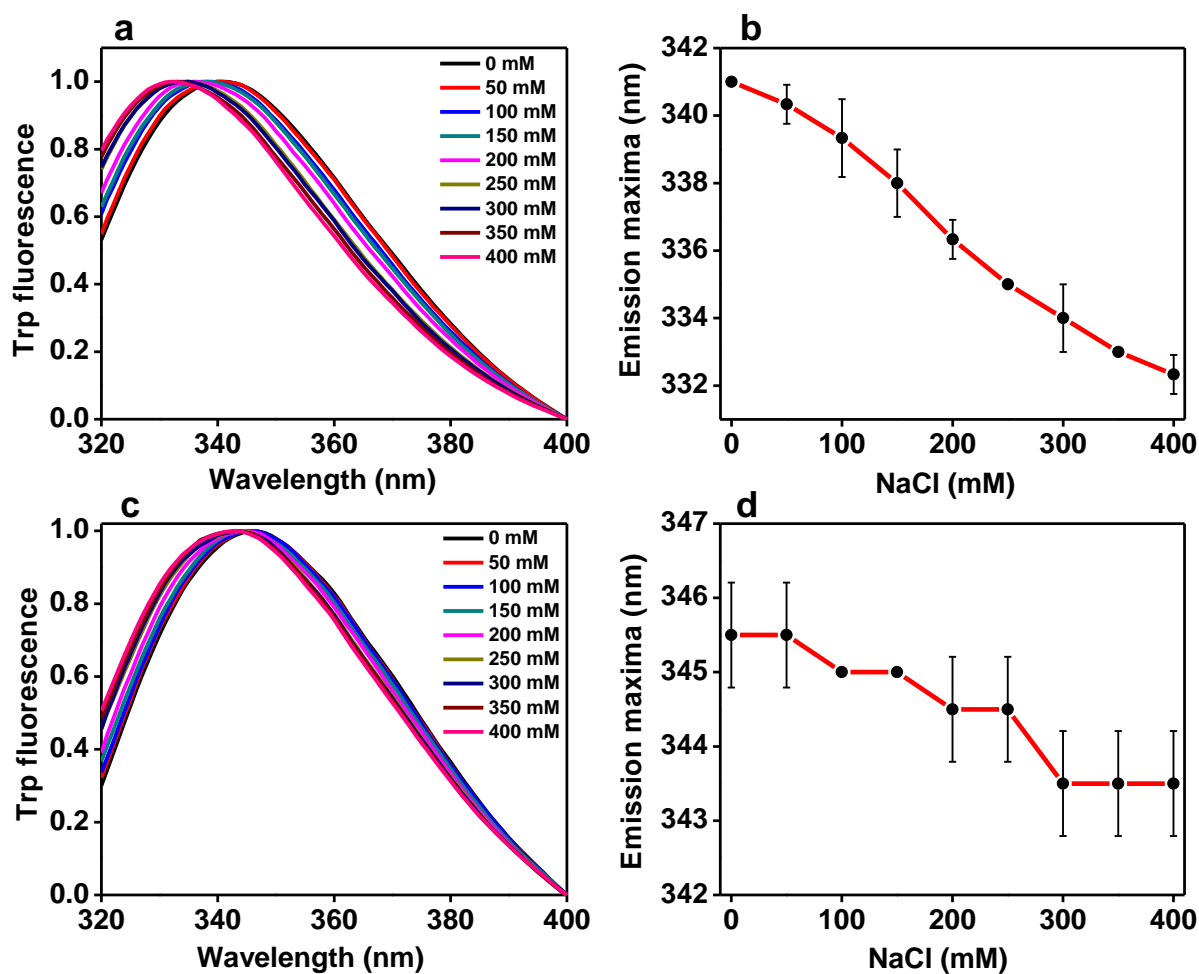 a
1.0
0.8
0.6
0.4
0.2
0.0
Trp fluorescence
320 340 360 380 400
Wavelength (nm)
0 mM
50 mM
100 mM
150 mM
200 mM
250 mM
300 mM
350 mM
400 mM
b
342
340
338
336
334
332
Emission maxima (nm)
0 100 200 300 400
NaCl (mM)
c
1.0
0.8
0.6
0.4
0.2
0.0
Trp fluorescence
320 340 360 380 400
Wavelength (nm)
0 mM
50 mM
100 mM
150 mM
200 mM
250 mM
300 mM
350 mM
400 mM
d
347
346
345
344
343
342
Emission maxima (nm)
0 100 200 300 400
NaCl (mM)